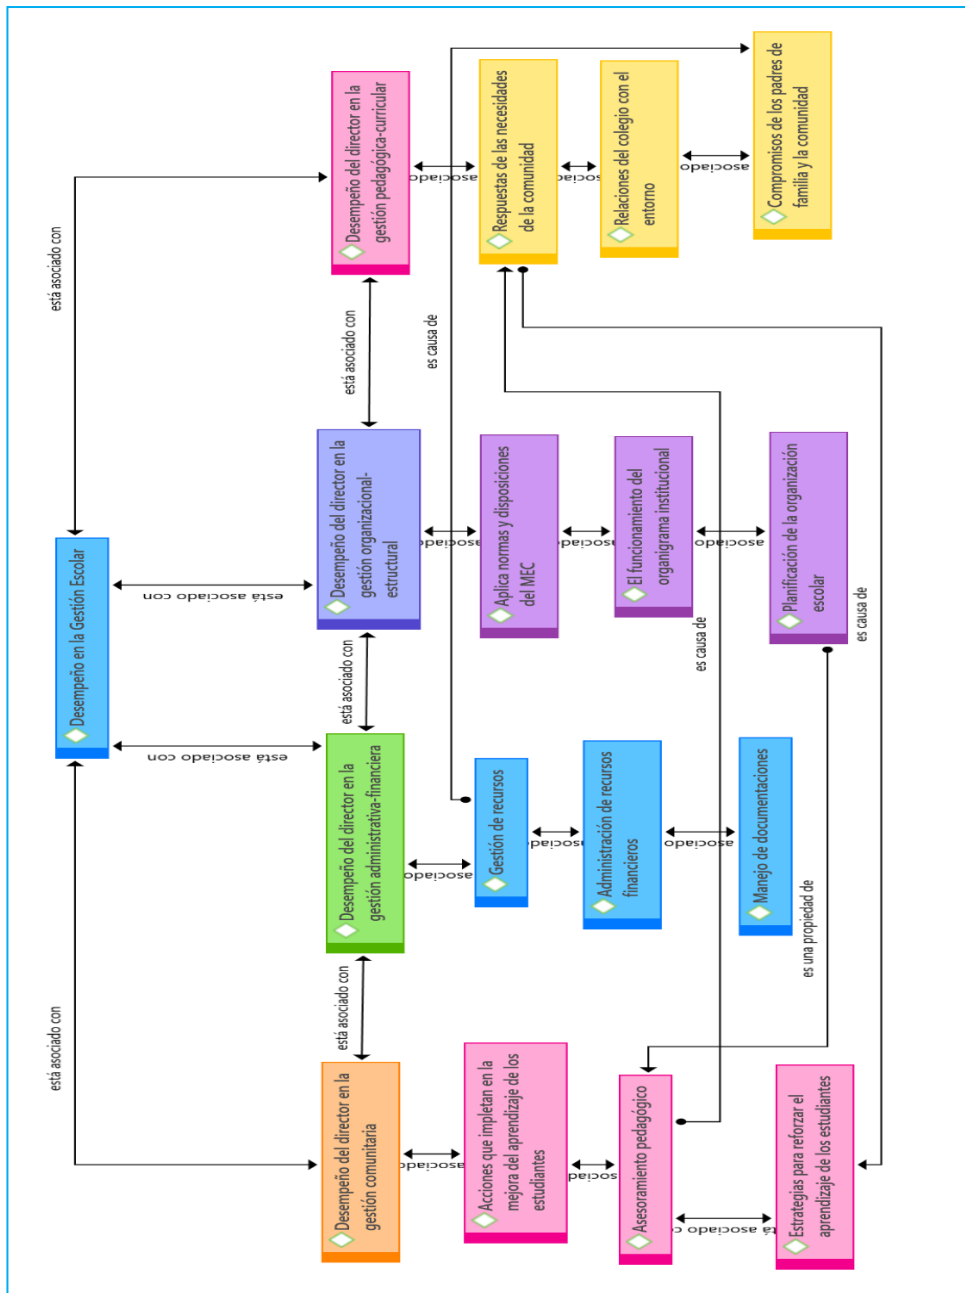 está asociado con
está asociado con
Desempeño en la Gestión Escolar
está asociado con
está asociado con
Desempeño del director en la
gestión comunitaria
está asociado con
Desempeño del director en la
gestión administrativa-financiera
está asociado con
Desempeño del director en la
gestión organizacional-
estructural
está asociado con
Desempeño del director en la
gestión pedagógica-curricular
asociado
asociado
asociado
asociado
es causa de
Acciones que impletan en la
mejora del aprendizaje de los
estudiantes
Gestión de recursos
Aplica normas y disposiciones
del MEC
Respuestas de las necesidades
de la comunidad
sociad
asociado
asociado
asociado
Asesoramiento pedagógico
Administración de recursos
financieros
El funcionamiento del
organigrama institucional
Relaciones del colegio con el
entorno
es causa de
tá asociado c
asociado
asociado
asociado
Estrategias para reforzar el
aprendizaje de los estudiantes
Manejo de documentaciones
Planificación de la organización
escolar
Compromisos de los padres de
familia y la comunidad
es una propiedad de
es causa de